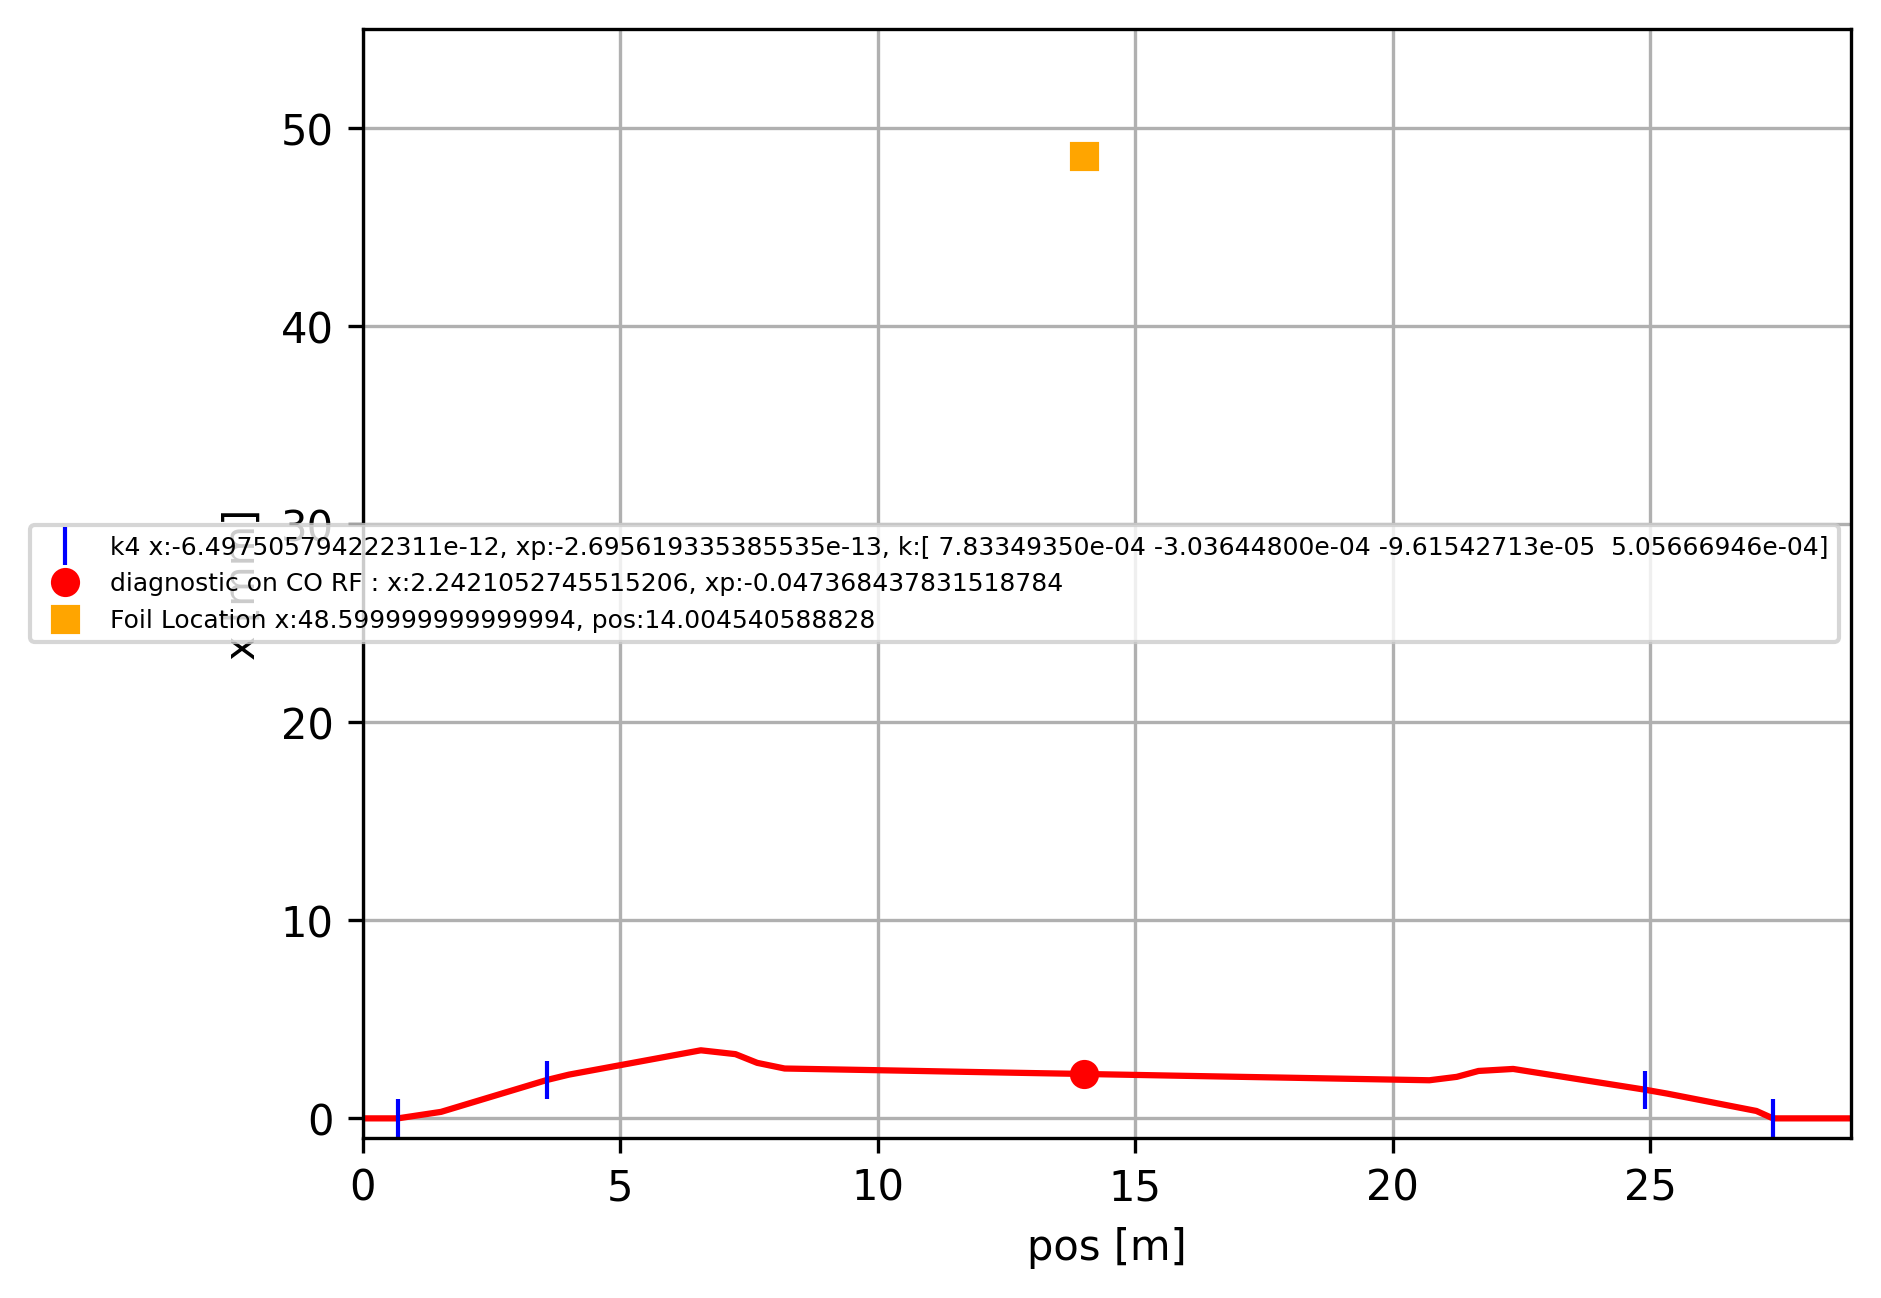 50
40
30
k4 x:-6.497505794222311e-12, xp:-2.695619335385535e-13, k:[ 7.83349350e-04 -3.03644800e-04 -9.61542713e-05  5.05666946e-04]
diagnostic on CO RF : x:2.2421052745515206, xp:-0.047368437831518784
Foil Location x:48.599999999999994, pos:14.004540588828
x [mm]
20
10
0
0 5 10 15 20 25
pos [m]